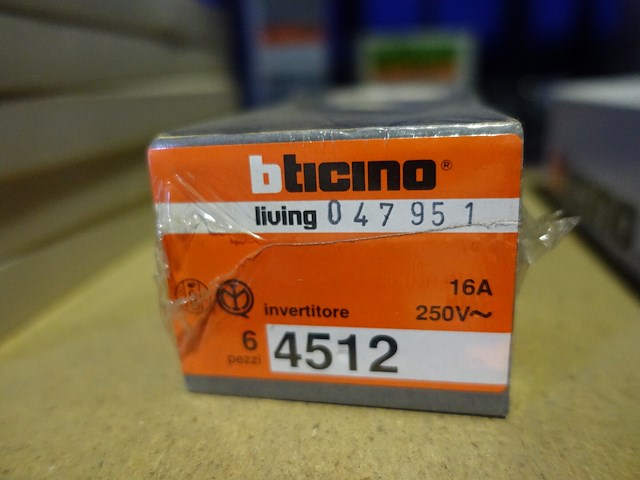 bticino®
living 047951
16A
invertitore 250V~
6 pezzi 4512